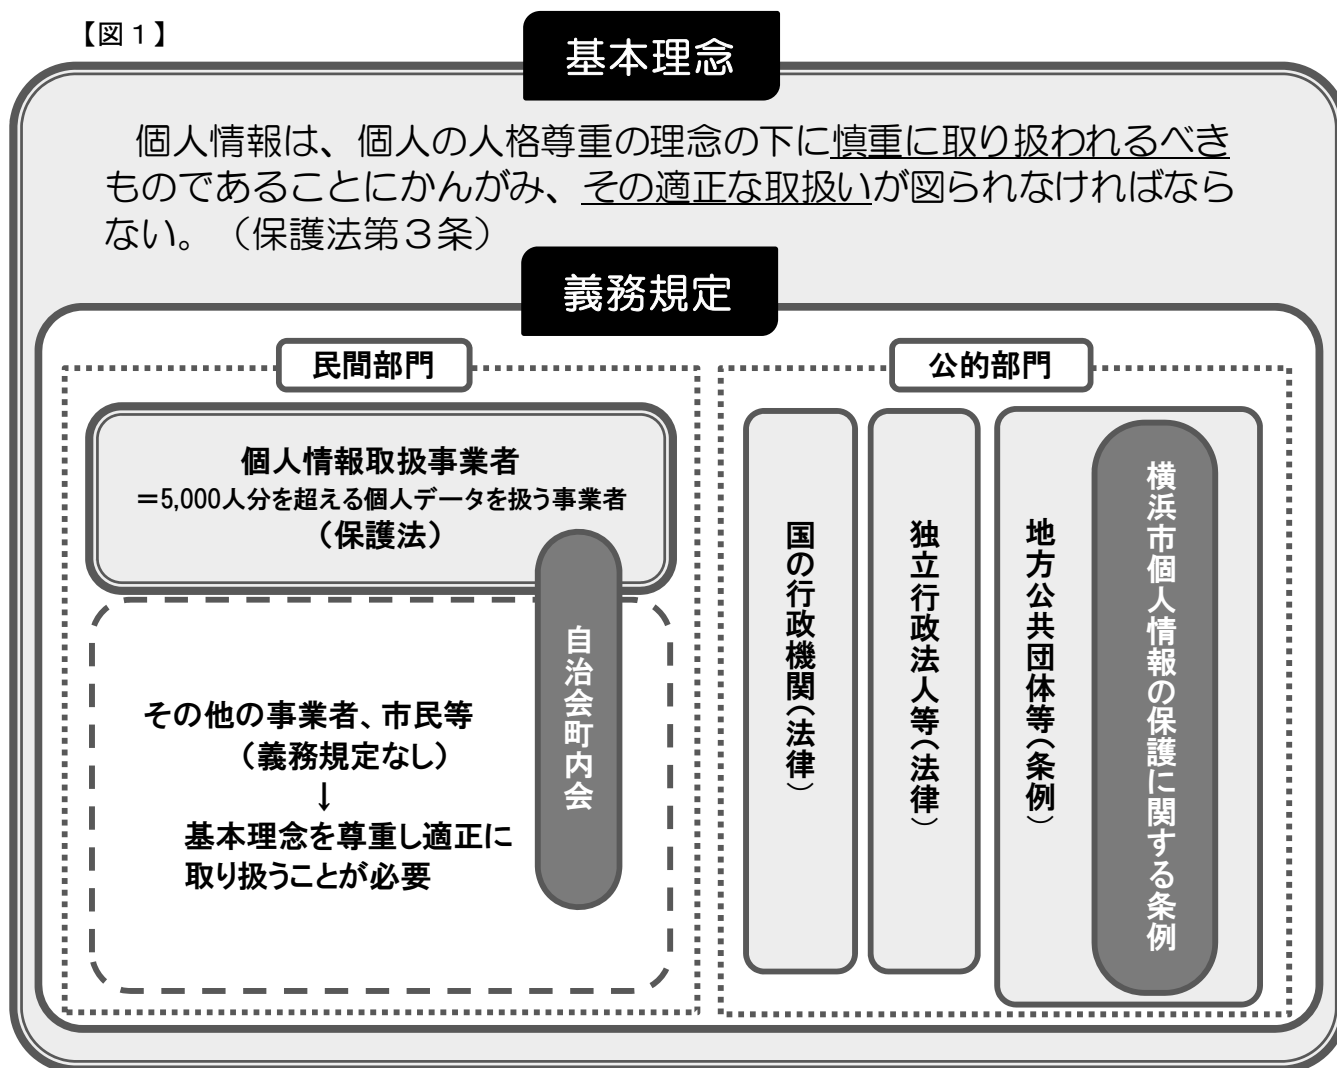 【図１】
基本理念
個人情報は、個人の人格尊重の理念の下に慎重に取り扱われるべき
ものであることにかんがみ、その適正な取扱いが図られなければなら
ない。（保護法第３条）
義務規定
民間部門
個人情報取扱事業者
＝5,000人分を超える個人データを扱う事業者
（保護法）
自治会町内会
その他の事業者、市民等
（義務規定なし）
↓
基本理念を尊重し適正に
取り扱うことが必要
公的部門
国の行政機関（法律）
独立行政法人等（法律）
地方公共団体等（条例）
横浜市個人情報の保護に関する条例